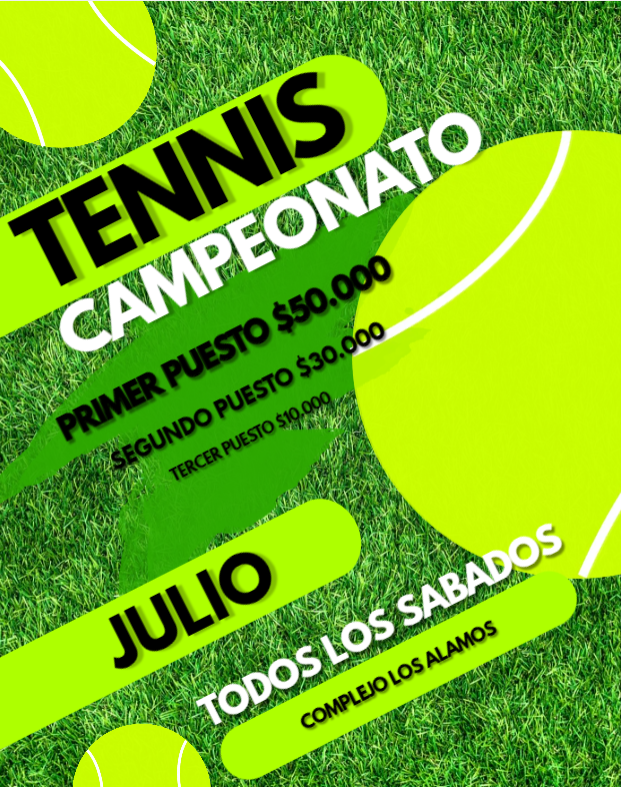 TENNIS
CAMPEONATO
PRIMER PUESTO $50.000
SEGUNDO PUESTO $30.000
TERCER PUESTO $10.000
JULIO
TODOS LOS SABADOS
COMPLEJO LOS ALAMOS